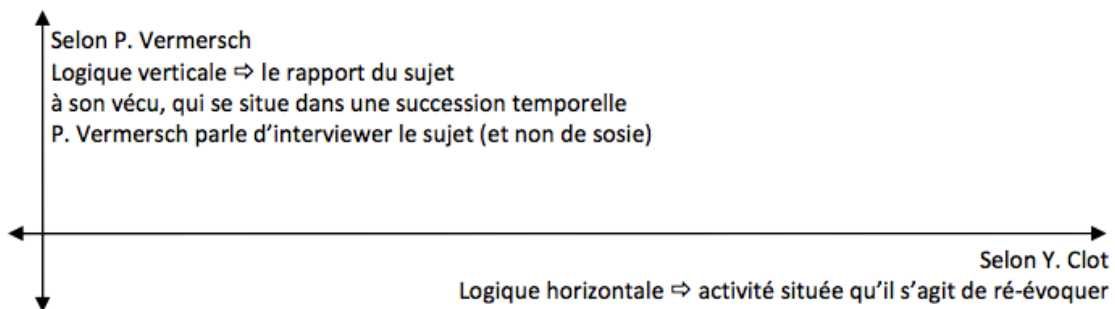 Selon P. Vermersch
Logique verticale ⇨ le rapport du sujet
à son vécu, qui se situe dans une succession temporelle
P. Vermersch parle d’interviewer le sujet (et non de sosie)
Selon Y. Clot
Logique horizontale ⇨ activité située qu’il s’agit de ré-évoquer